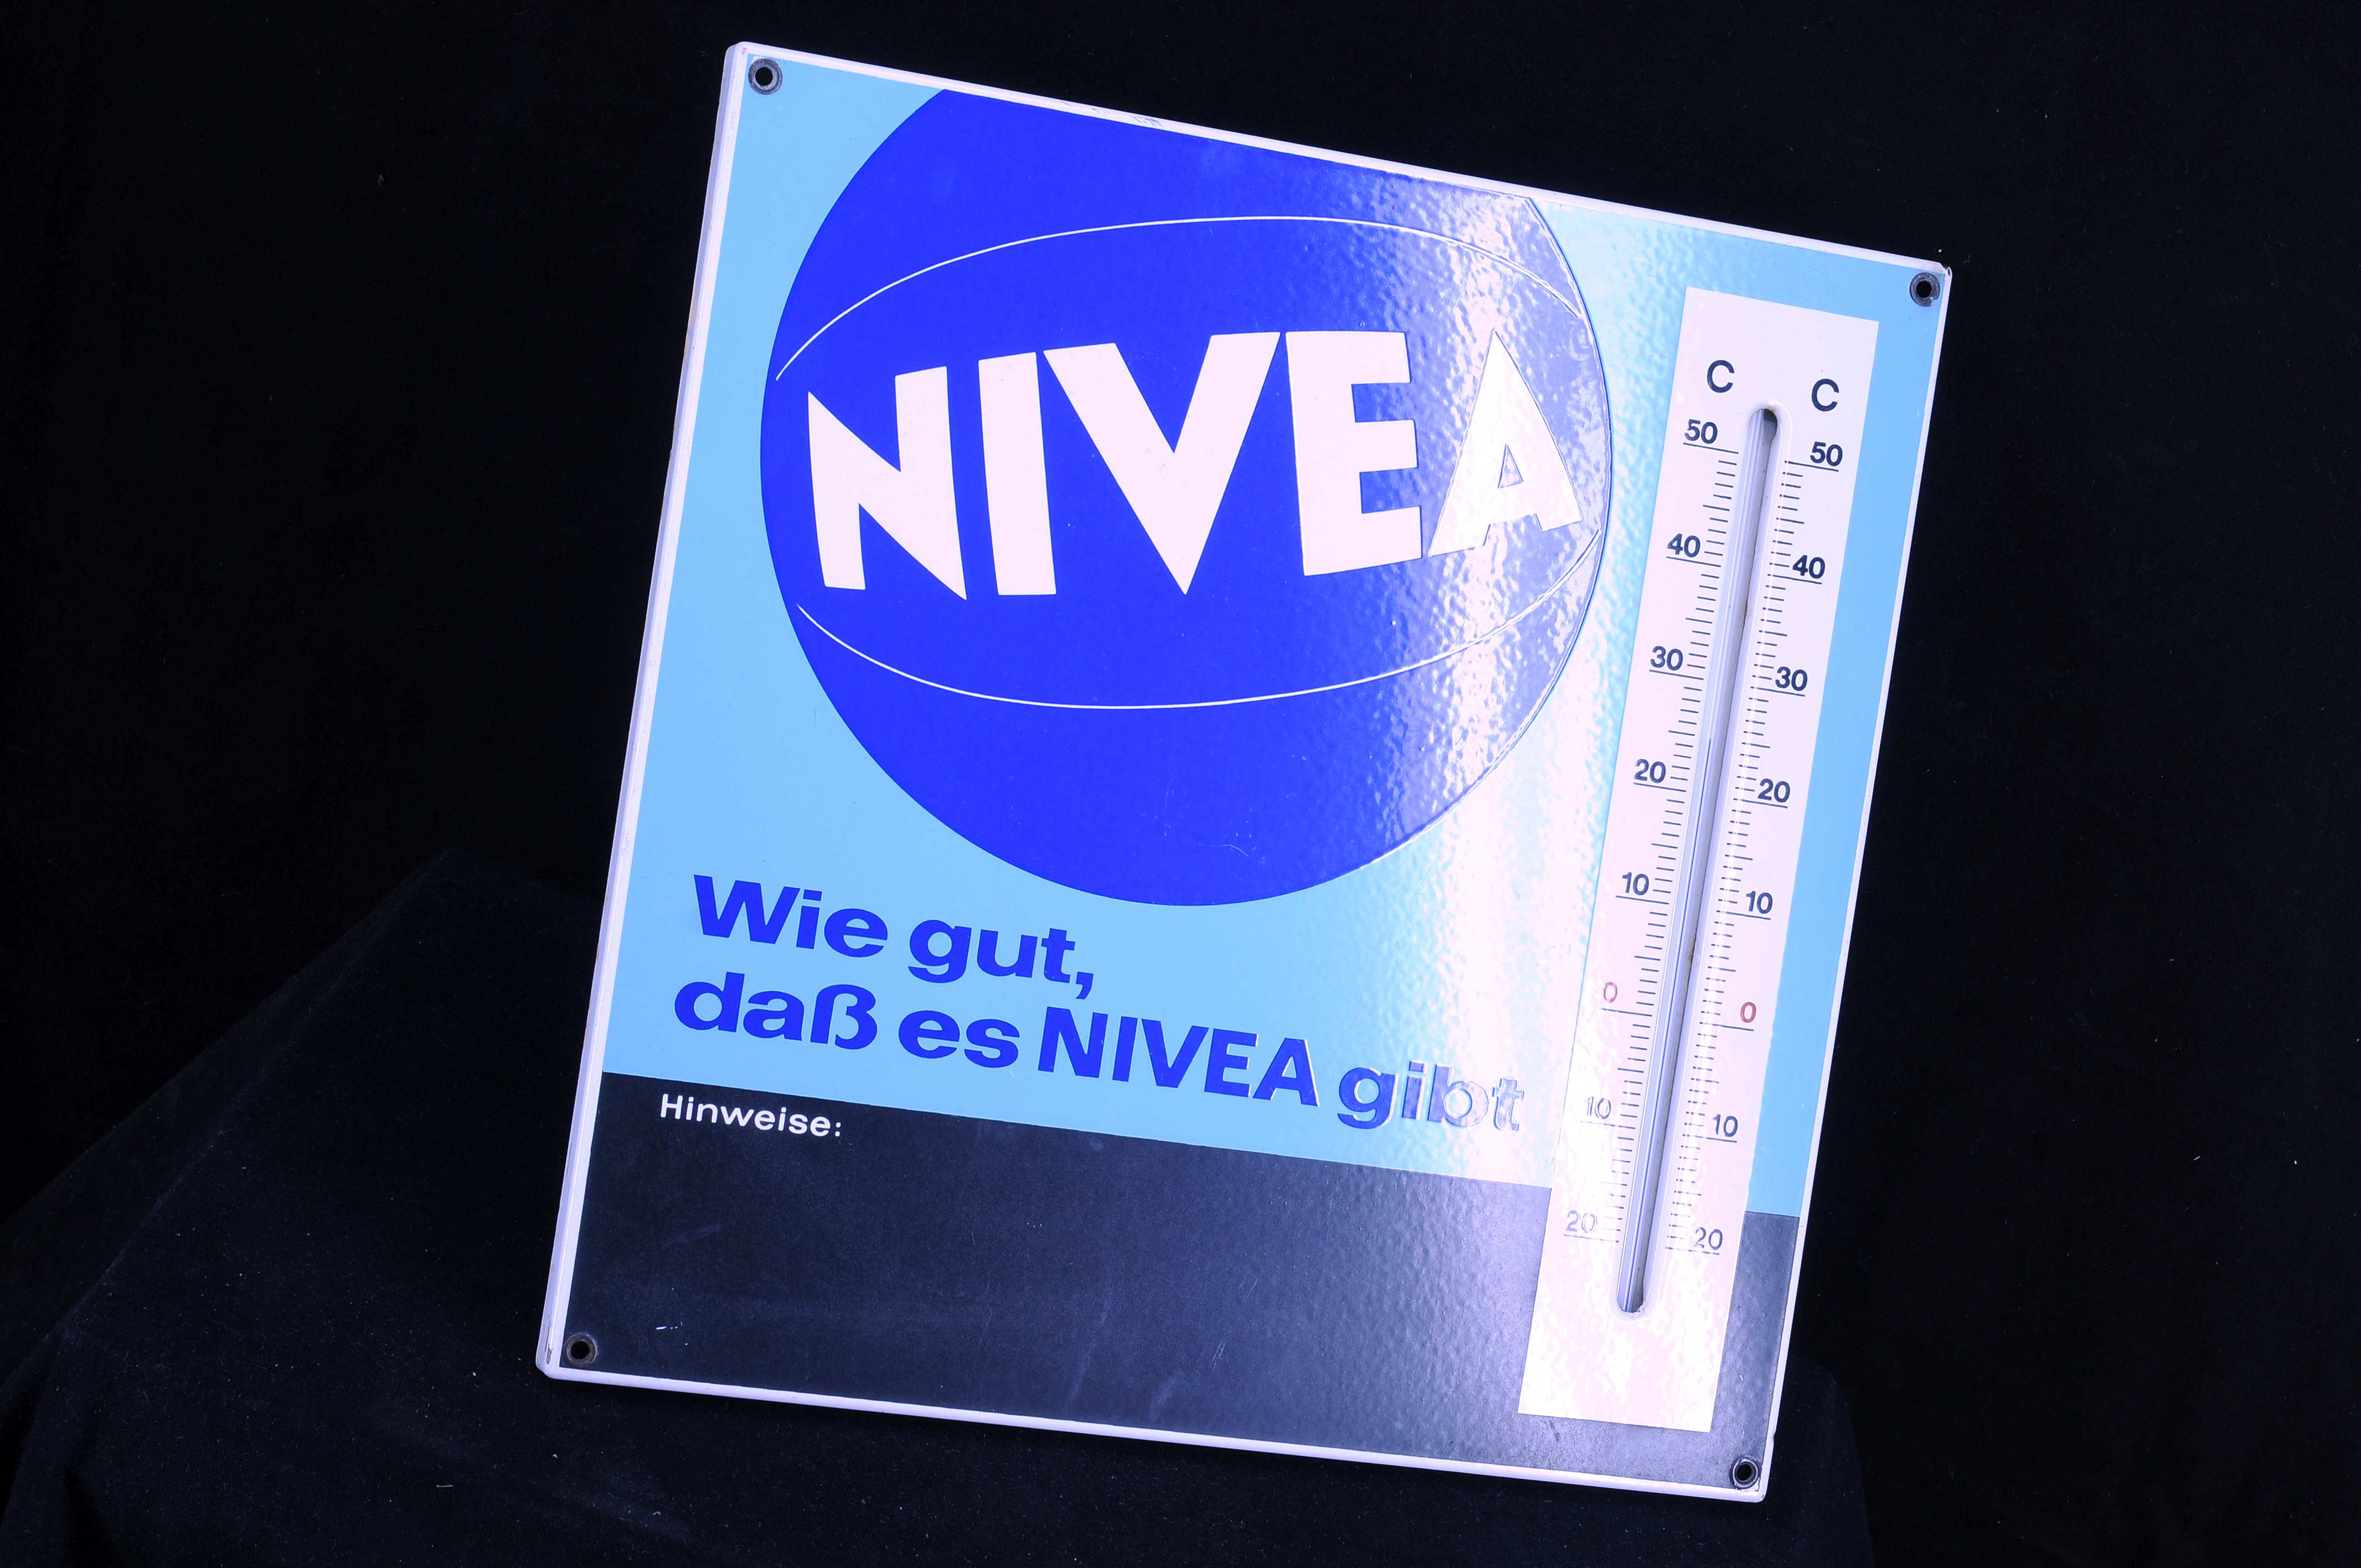 NIVEA
Wie gut,
daß es NIVEA gibt
Hinweise:
C C
50 50
40 40
30 30
20 20
10 10
0 0
10 10
20 20